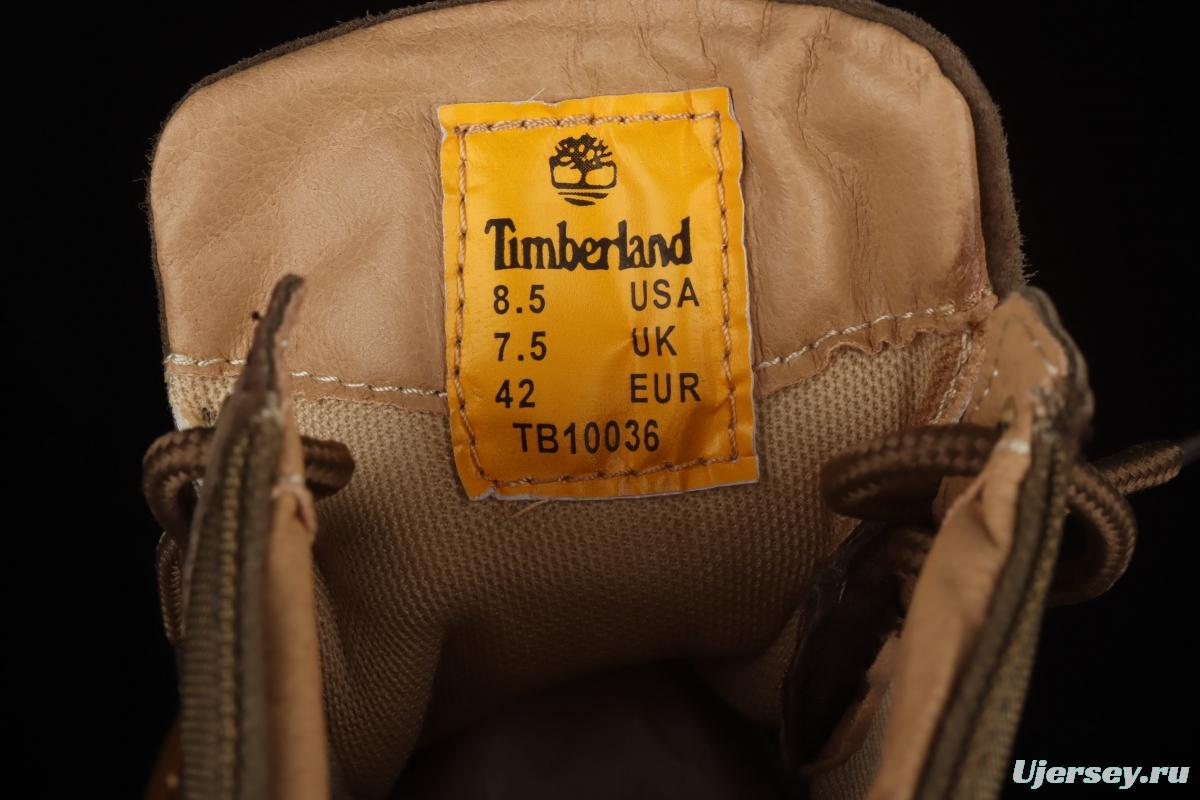 Timberland
8.5 USA
7.5 UK
42 EUR
TB10036
Ujersey.ru